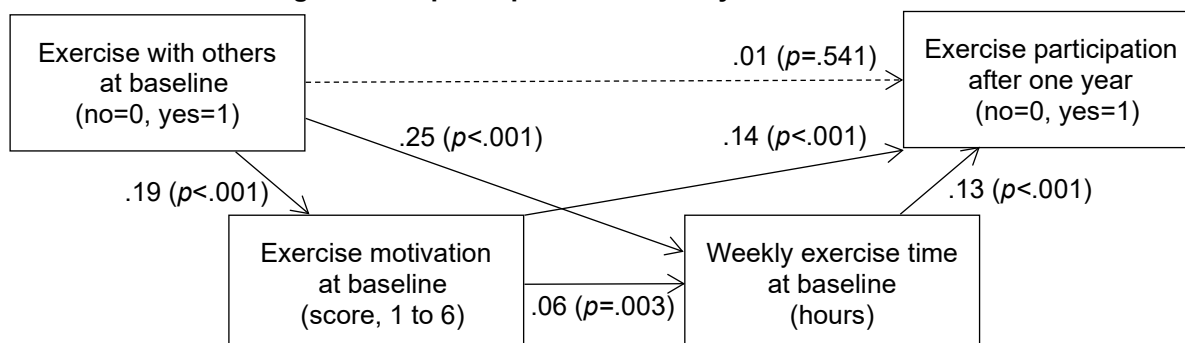 Exercise with others
at baseline
(no=0, yes=1)
.01 (p=.541)
Exercise participation
after one year
(no=0, yes=1)
.25 (p<.001)
.14 (p<.001)
.19 (p<.001)
.13 (p<.001)
Exercise motivation
at baseline
(score, 1 to 6)
.06 (p=.003)
Weekly exercise time
at baseline
(hours)